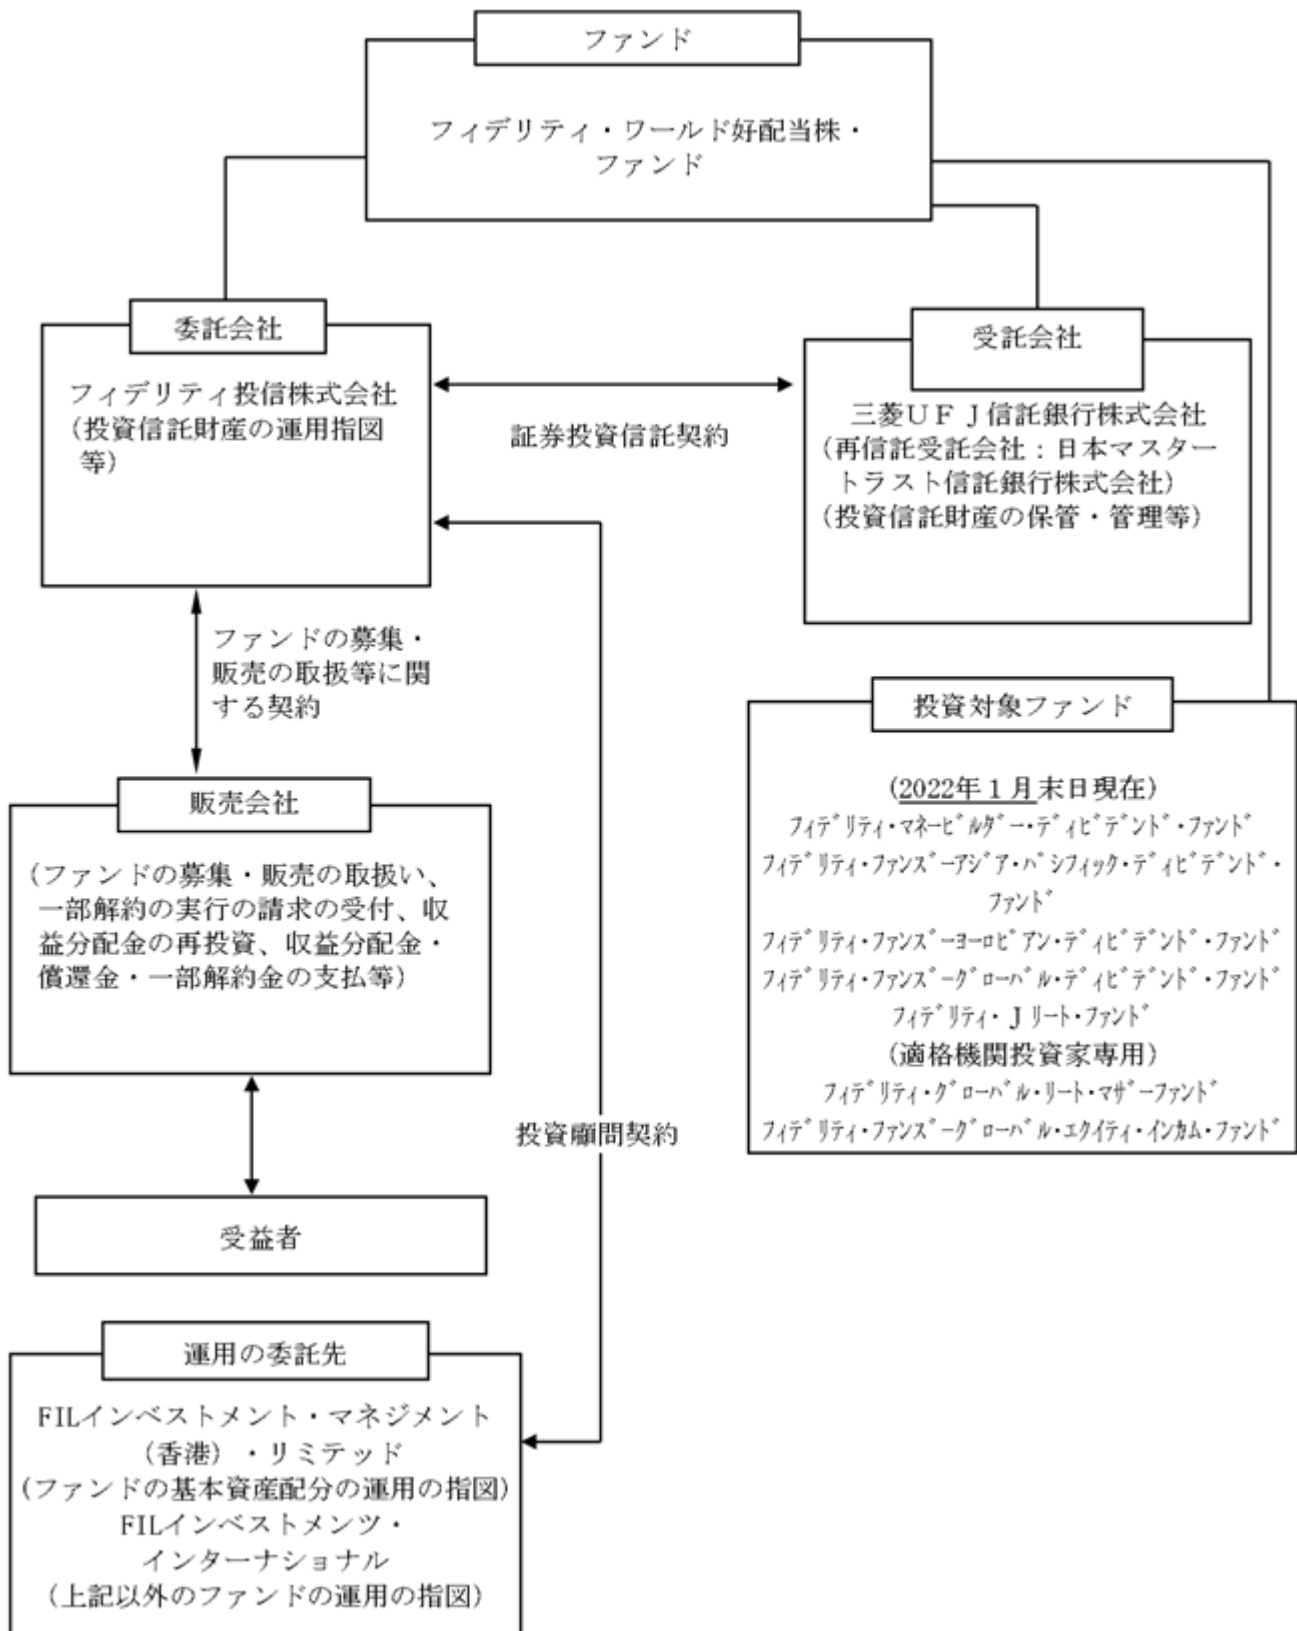 ファンド
フィデリティ・ワールド好配当株・
ファンド
委託会社
フィデリティ投信株式会社
(投資信託財産の運用指図
等)
証券投資信託契約
受託会社
三菱ＵＦＪ信託銀行株式会社
(再信託受託会社：日本マスター
トラスト信託銀行株式会社)
(投資信託財産の保管・管理等)
ファンドの募集・
販売の取扱等に関
する契約
投資対象ファンド
(2022年１月末日現在)
ﾌｨﾃﾞﾘﾃｨ・ﾏﾈｰﾋﾞﾙﾀﾞｰ・ﾃﾞｨﾋﾞﾃﾞﾝﾄﾞ・ﾌｧﾝﾄﾞ
ﾌｨﾃﾞﾘﾃｨ・ﾌｧﾝｽﾞｰｱｼﾞｱ・ﾊﾟｼﾌｨｯｸ・ﾃﾞｨﾋﾞﾃﾞﾝﾄﾞ・
ﾌｧﾝﾄﾞ
ﾌｨﾃﾞﾘﾃｨ・ﾌｧﾝｽﾞｰﾖｰﾛﾋﾟｱﾝ・ﾃﾞｨﾋﾞﾃﾞﾝﾄﾞ・ﾌｧﾝﾄﾞ
ﾌｨﾃﾞﾘﾃｨ・ﾌｧﾝｽﾞｰｸﾞﾛｰﾊﾞﾙ・ﾃﾞｨﾋﾞﾃﾞﾝﾄﾞ・ﾌｧﾝﾄﾞ
ﾌｨﾃﾞﾘﾃｨ・Ｊﾘｰﾄ・ﾌｧﾝﾄﾞ
(適格機関投資家専用)
ﾌｨﾃﾞﾘﾃｨ・ｸﾞﾛｰﾊﾞﾙ・ﾘｰﾄ・ﾏｻﾞｰﾌｧﾝﾄﾞ
ﾌｨﾃﾞﾘﾃｨ・ﾌｧﾝｽﾞｰｸﾞﾛｰﾊﾞﾙ・ｴｸｲﾃｨ・ｲﾝｶﾑ・ﾌｧﾝﾄﾞ
販売会社
(ファンドの募集・販売の取扱い、
一部解約の実行の請求の受付、収
益分配金の再投資、収益分配金・
償還金・一部解約金の支払等)
投資顧問契約
受益者
運用の委託先
FILインベストメント・マネジメント
（香港）・リミテッド
(ファンドの基本資産配分の運用の指図)
FILインベストメンツ・
インターナショナル
(上記以外のファンドの運用の指図)